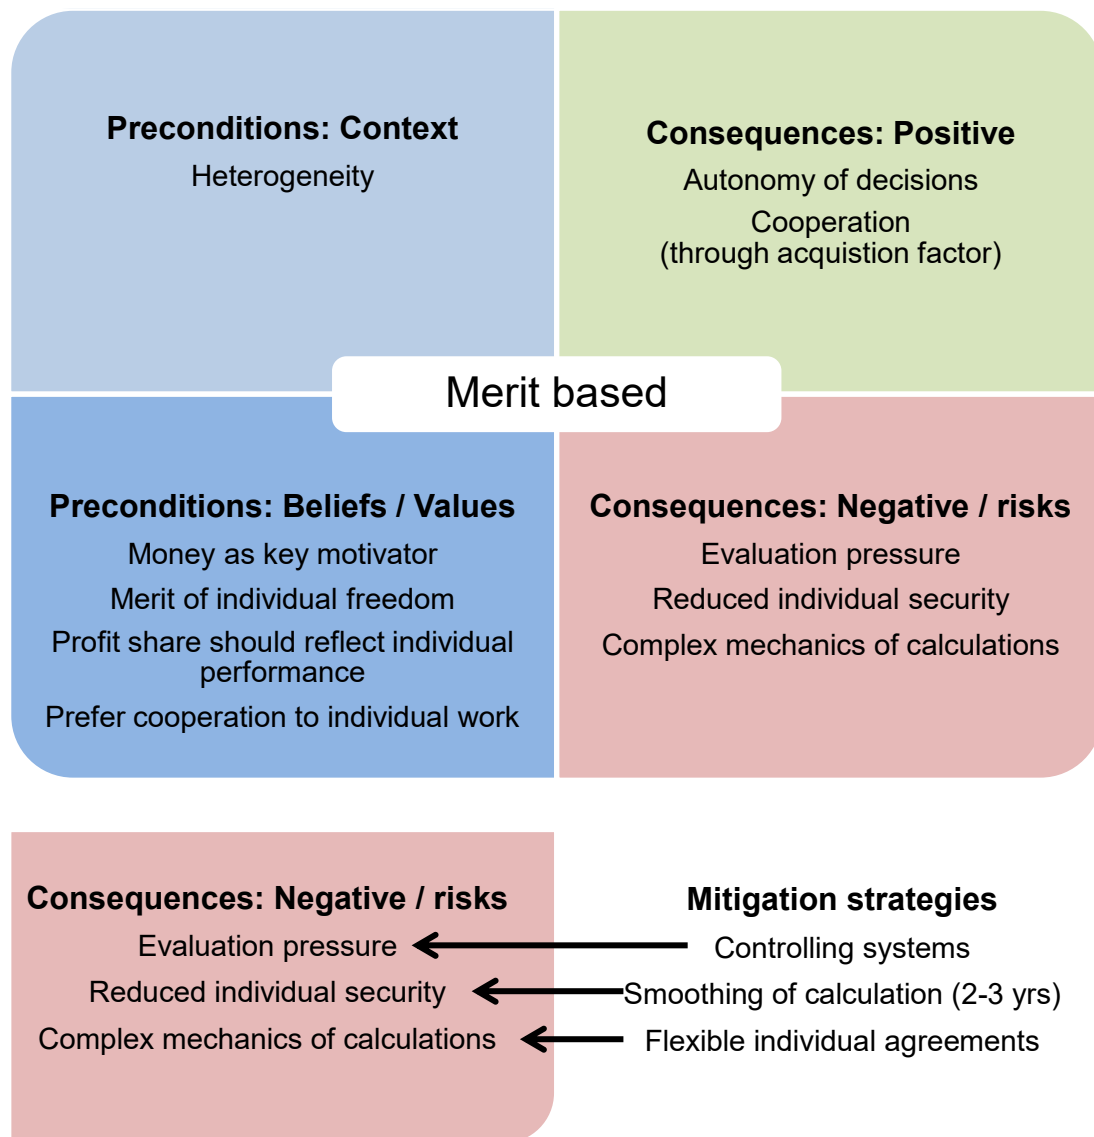 Preconditions: Context
Heterogeneity
Consequences: Positive
Autonomy of decisions
Cooperation
(through acquistion factor)
Merit based
Preconditions: Beliefs / Values
Money as key motivator
Merit of individual freedom
Profit share should reflect individual
performance
Prefer cooperation to individual work
Consequences: Negative / risks
Evaluation pressure
Reduced individual security
Complex mechanics of calculations
Consequences: Negative / risks
Evaluation pressure
Reduced individual security
Complex mechanics of calculations
Mitigation strategies
Controlling systems
Smoothing of calculation (2-3 yrs)
Flexible individual agreements